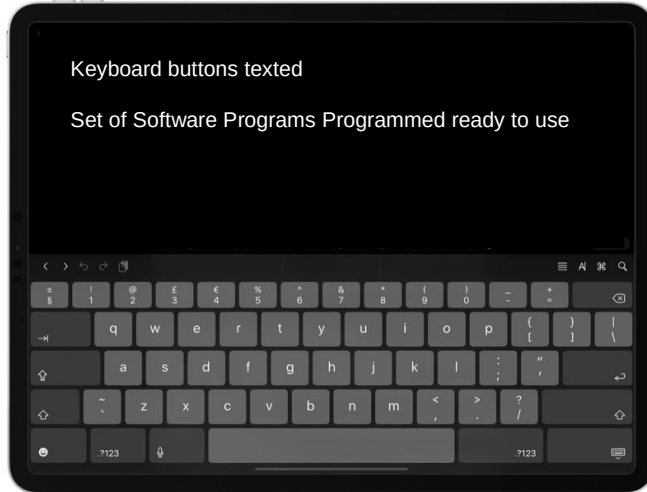 Keyboard buttons texted
Set of Software Programs Programmed ready to use
A ⌘
± ! @ £ € % ^ & * ( ) _ +
§ 1 2 3 4 5 6 7 8 9 0 - =
q w e r t y u i o p { } |
[ ] \
a s d f g h j k l : "
; '
~ z x c v b n m < > ?
` , . /
.?123 .?123